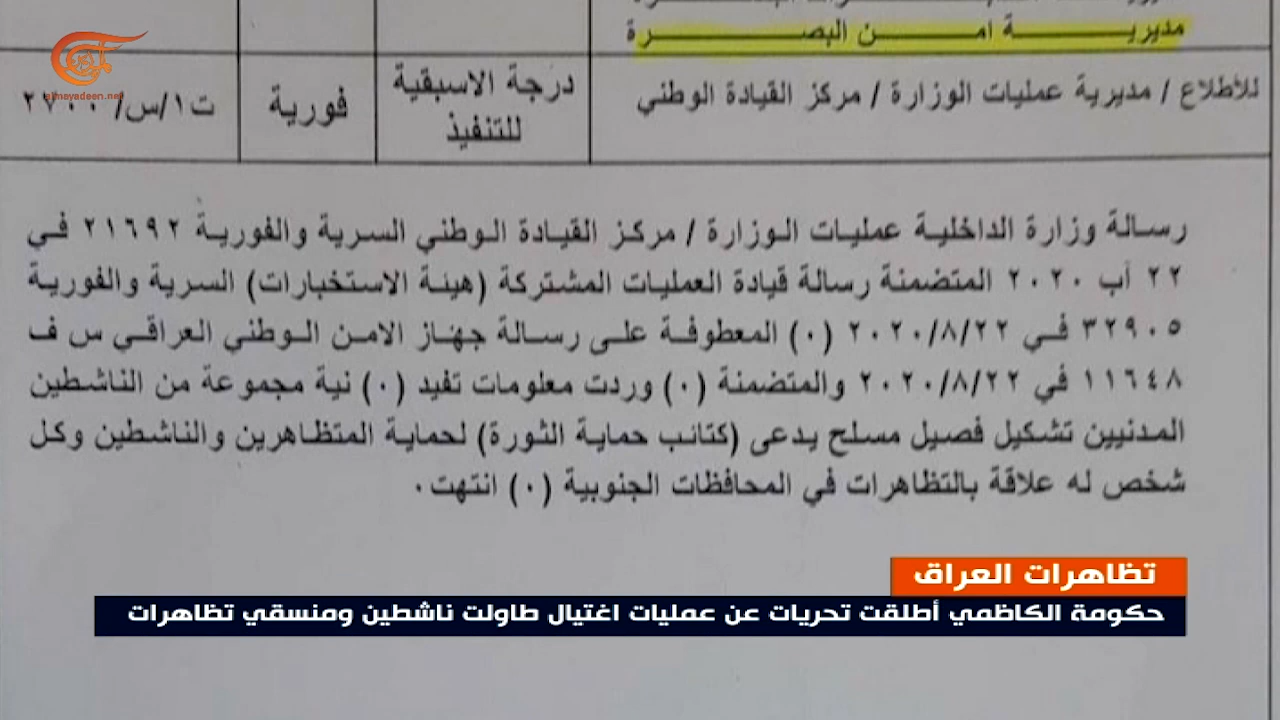 مديرية امن البصرة
almayadeen.net
للأطلاع / مديرية عمليات الوزارة / مركز القيادة الوطني
درجة الاسبقية
للتنفيذ
فورية
ت١/س/ ٢٧٠٠
رسالة وزارة الداخلية عمليات الوزارة / مركز القيادة الوطني السرية والفورية ٢١٦٩٢ في
٢٢ آب ٢٠٢٠ المتضمنة رسالة قيادة العمليات المشتركة (هيئة الاستخبارات) السرية والفورية
٣٢٩٠٥ في ٢٠٢٠/٨/٢٢ (٠) المعطوفة على رسالة جهاز الامن الوطني العراقي س ف
١١٦٤٨ في ٢٠٢٠/٨/٢٢ والمتضمنة (٠) وردت معلومات تفيد (٠) نية مجموعة من الناشطين
المدنيين تشكيل فصيل مسلح يدعى (كتائب حماية الثورة) لحماية المتظاهرين والناشطين وكل
شخص له علاقة بالتظاهرات في المحافظات الجنوبية (٠) انتهت٠
تظاهرات العراق
حكومة الكاظمي أطلقت تحريات عن عمليات اغتيال طاولت ناشطين ومنسقي تظاهرات